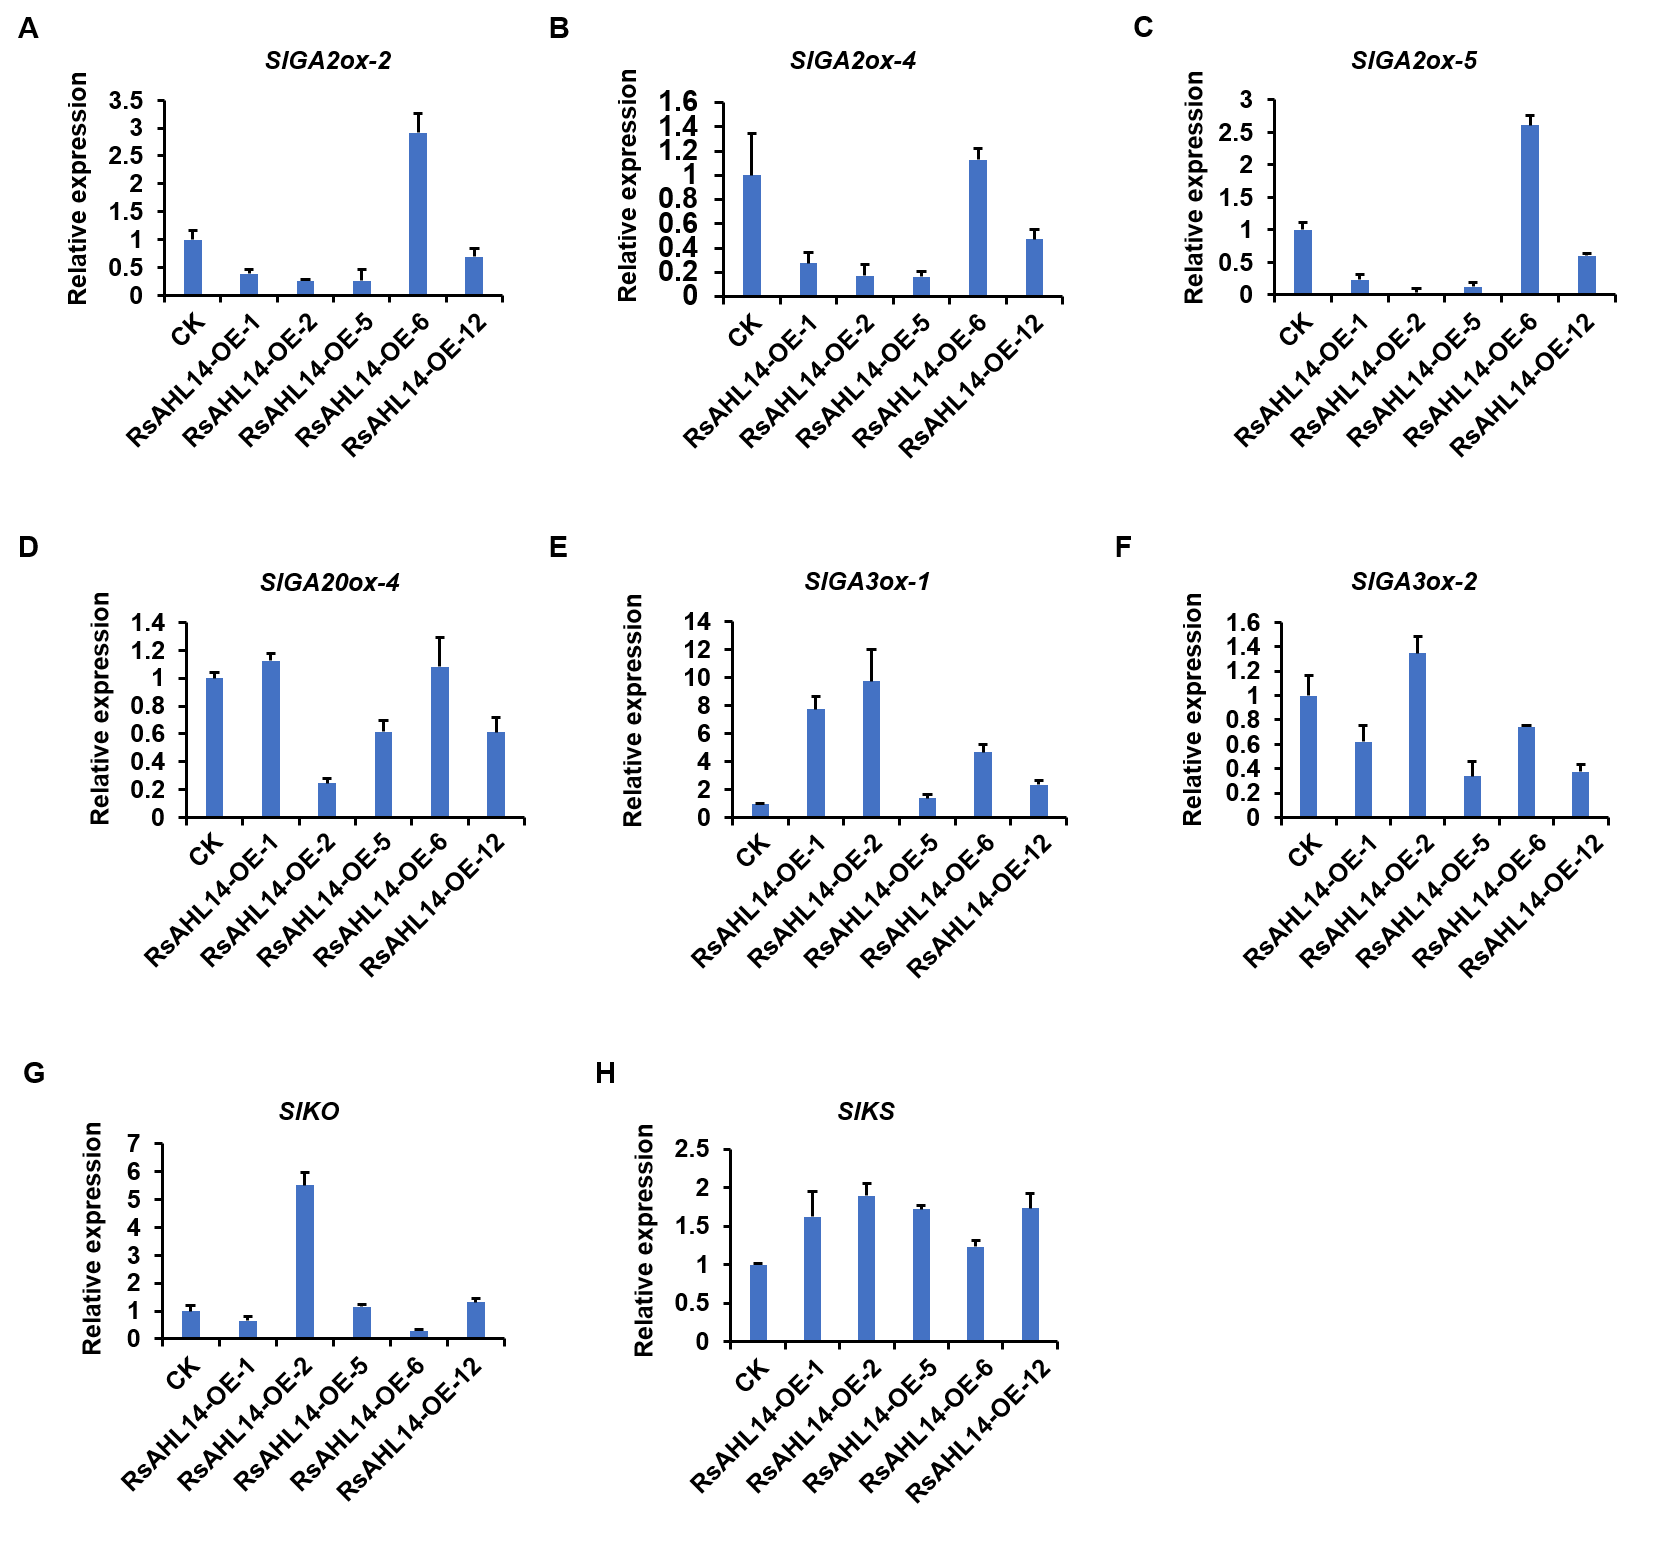 A
SlGA2ox-2
Relative expression
3.5
3
2.5
2
1.5
1
0.5
0
CK
RsAHL14-OE-1
RsAHL14-OE-2
RsAHL14-OE-5
RsAHL14-OE-6
RsAHL14-OE-12
B
SlGA2ox-4
Relative expression
1.6
1.4
1.2
1
0.8
0.6
0.4
0.2
0
CK
RsAHL14-OE-1
RsAHL14-OE-2
RsAHL14-OE-5
RsAHL14-OE-6
RsAHL14-OE-12
C
SlGA2ox-5
Relative expression
3
2.5
2
1.5
1
0.5
0
CK
RsAHL14-OE-1
RsAHL14-OE-2
RsAHL14-OE-5
RsAHL14-OE-6
RsAHL14-OE-12
D
SlGA20ox-4
Relative expression
1.4
1.2
1
0.8
0.6
0.4
0.2
0
CK
RsAHL14-OE-1
RsAHL14-OE-2
RsAHL14-OE-5
RsAHL14-OE-6
RsAHL14-OE-12
E
SlGA3ox-1
Relative expression
14
12
10
8
6
4
2
0
CK
RsAHL14-OE-1
RsAHL14-OE-2
RsAHL14-OE-5
RsAHL14-OE-6
RsAHL14-OE-12
F
SlGA3ox-2
Relative expression
1.6
1.4
1.2
1
0.8
0.6
0.4
0.2
0
CK
RsAHL14-OE-1
RsAHL14-OE-2
RsAHL14-OE-5
RsAHL14-OE-6
RsAHL14-OE-12
G
SlKO
Relative expression
7
6
5
4
3
2
1
0
CK
RsAHL14-OE-1
RsAHL14-OE-2
RsAHL14-OE-5
RsAHL14-OE-6
RsAHL14-OE-12
H
SlKS
Relative expression
2.5
2
1.5
1
0.5
0
CK
RsAHL14-OE-1
RsAHL14-OE-2
RsAHL14-OE-5
RsAHL14-OE-6
RsAHL14-OE-12